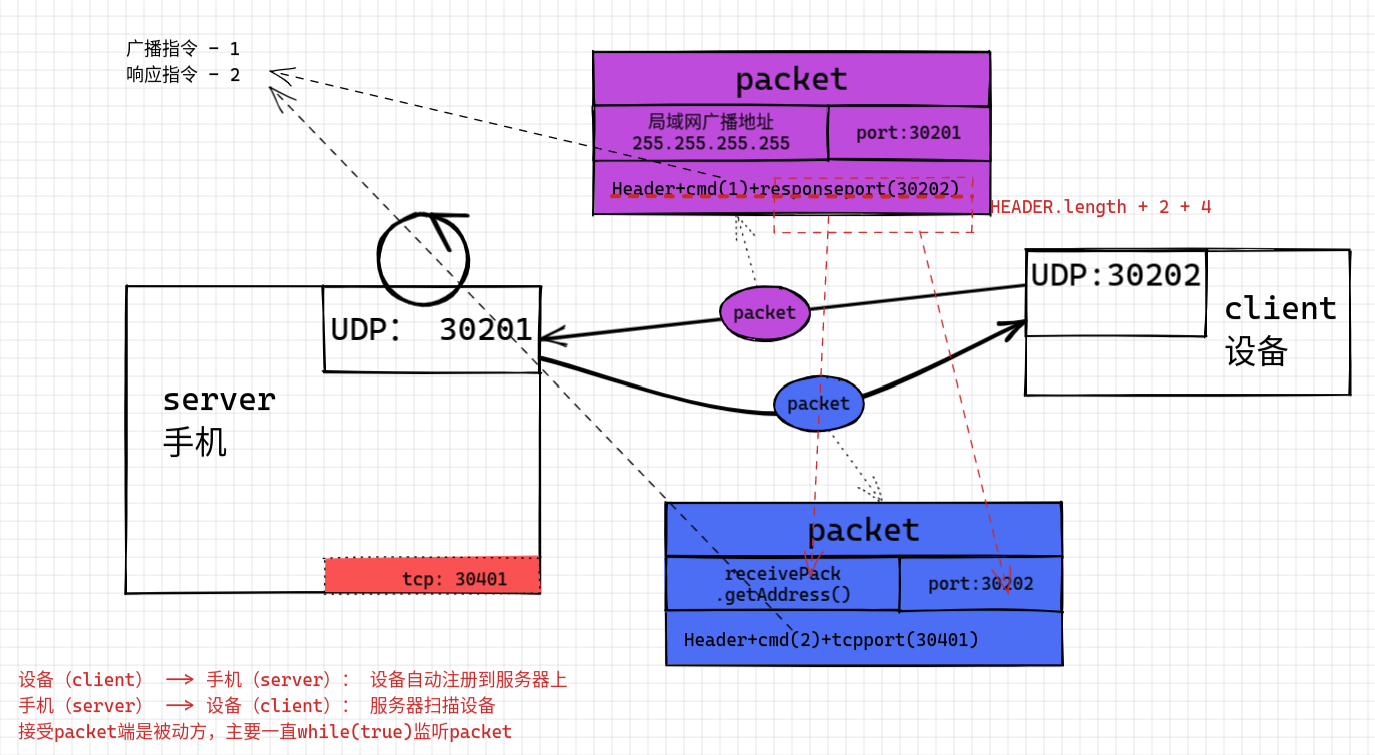 广播指令 - 1
响应指令 - 2
packet
局域网广播地址
255.255.255.255
port:30201
Header+cmd(1)+responseport(30202)
HEADER.length + 2 + 4
UDP:30202
client
设备
packet
UDP: 30201
packet
server
手机
tcp: 30401
packet
receivePack
.getAddress()
port:30202
Header+cmd(2)+tcpport(30401)
设备（client） ⟶ 手机（server）： 设备自动注册到服务器上
手机（server） ⟶ 设备（client）： 服务器扫描设备
接受packet端是被动方，主要一直while(true)监听packet